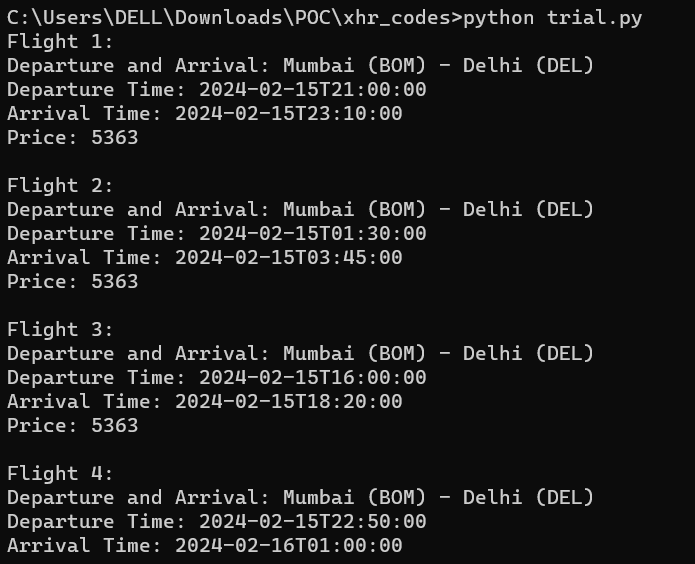 C:\Users\DELL\Downloads\POC\xhr_codes>python trial.py
Flight 1:
Departure and Arrival: Mumbai (BOM) - Delhi (DEL)
Departure Time: 2024-02-15T21:00:00
Arrival Time: 2024-02-15T23:10:00
Price: 5363
Flight 2:
Departure and Arrival: Mumbai (BOM) - Delhi (DEL)
Departure Time: 2024-02-15T01:30:00
Arrival Time: 2024-02-15T03:45:00
Price: 5363
Flight 3:
Departure and Arrival: Mumbai (BOM) - Delhi (DEL)
Departure Time: 2024-02-15T16:00:00
Arrival Time: 2024-02-15T18:20:00
Price: 5363
Flight 4:
Departure and Arrival: Mumbai (BOM) - Delhi (DEL)
Departure Time: 2024-02-15T22:50:00
Arrival Time: 2024-02-16T01:00:00